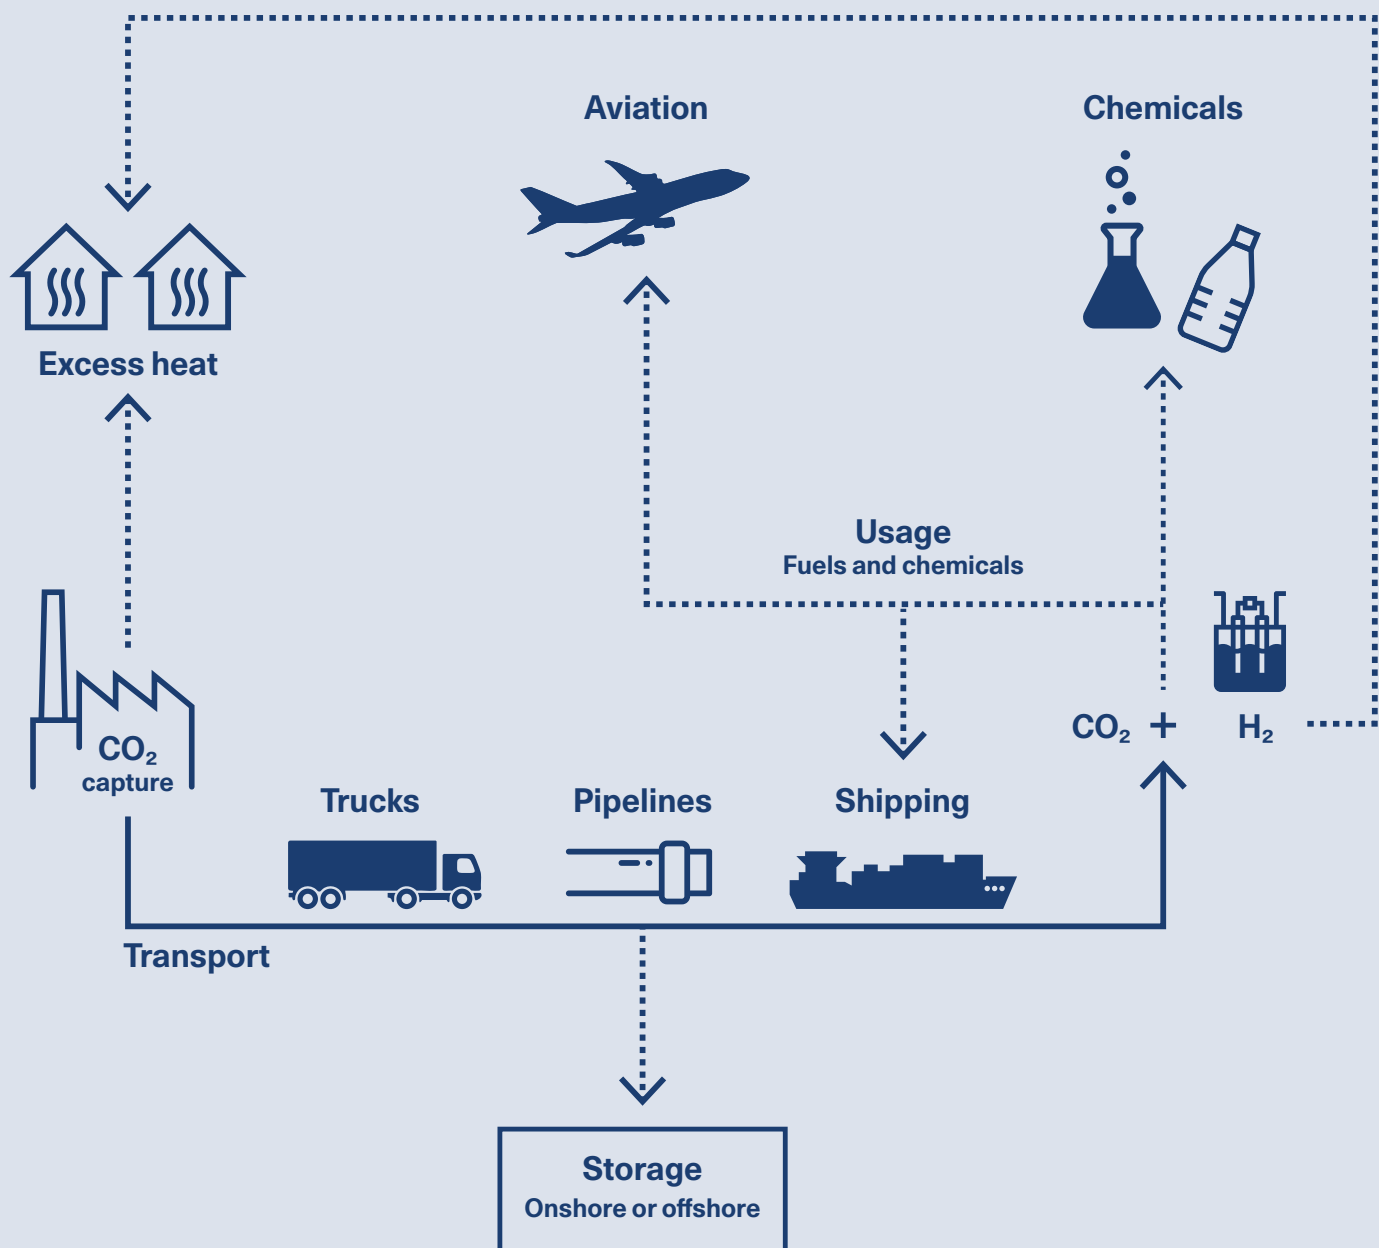 Aviation
Chemicals
Excess heat
Usage
Fuels and chemicals
CO₂ + H₂
CO₂
capture
Trucks
Pipelines
Shipping
Transport
Storage
Onshore or offshore